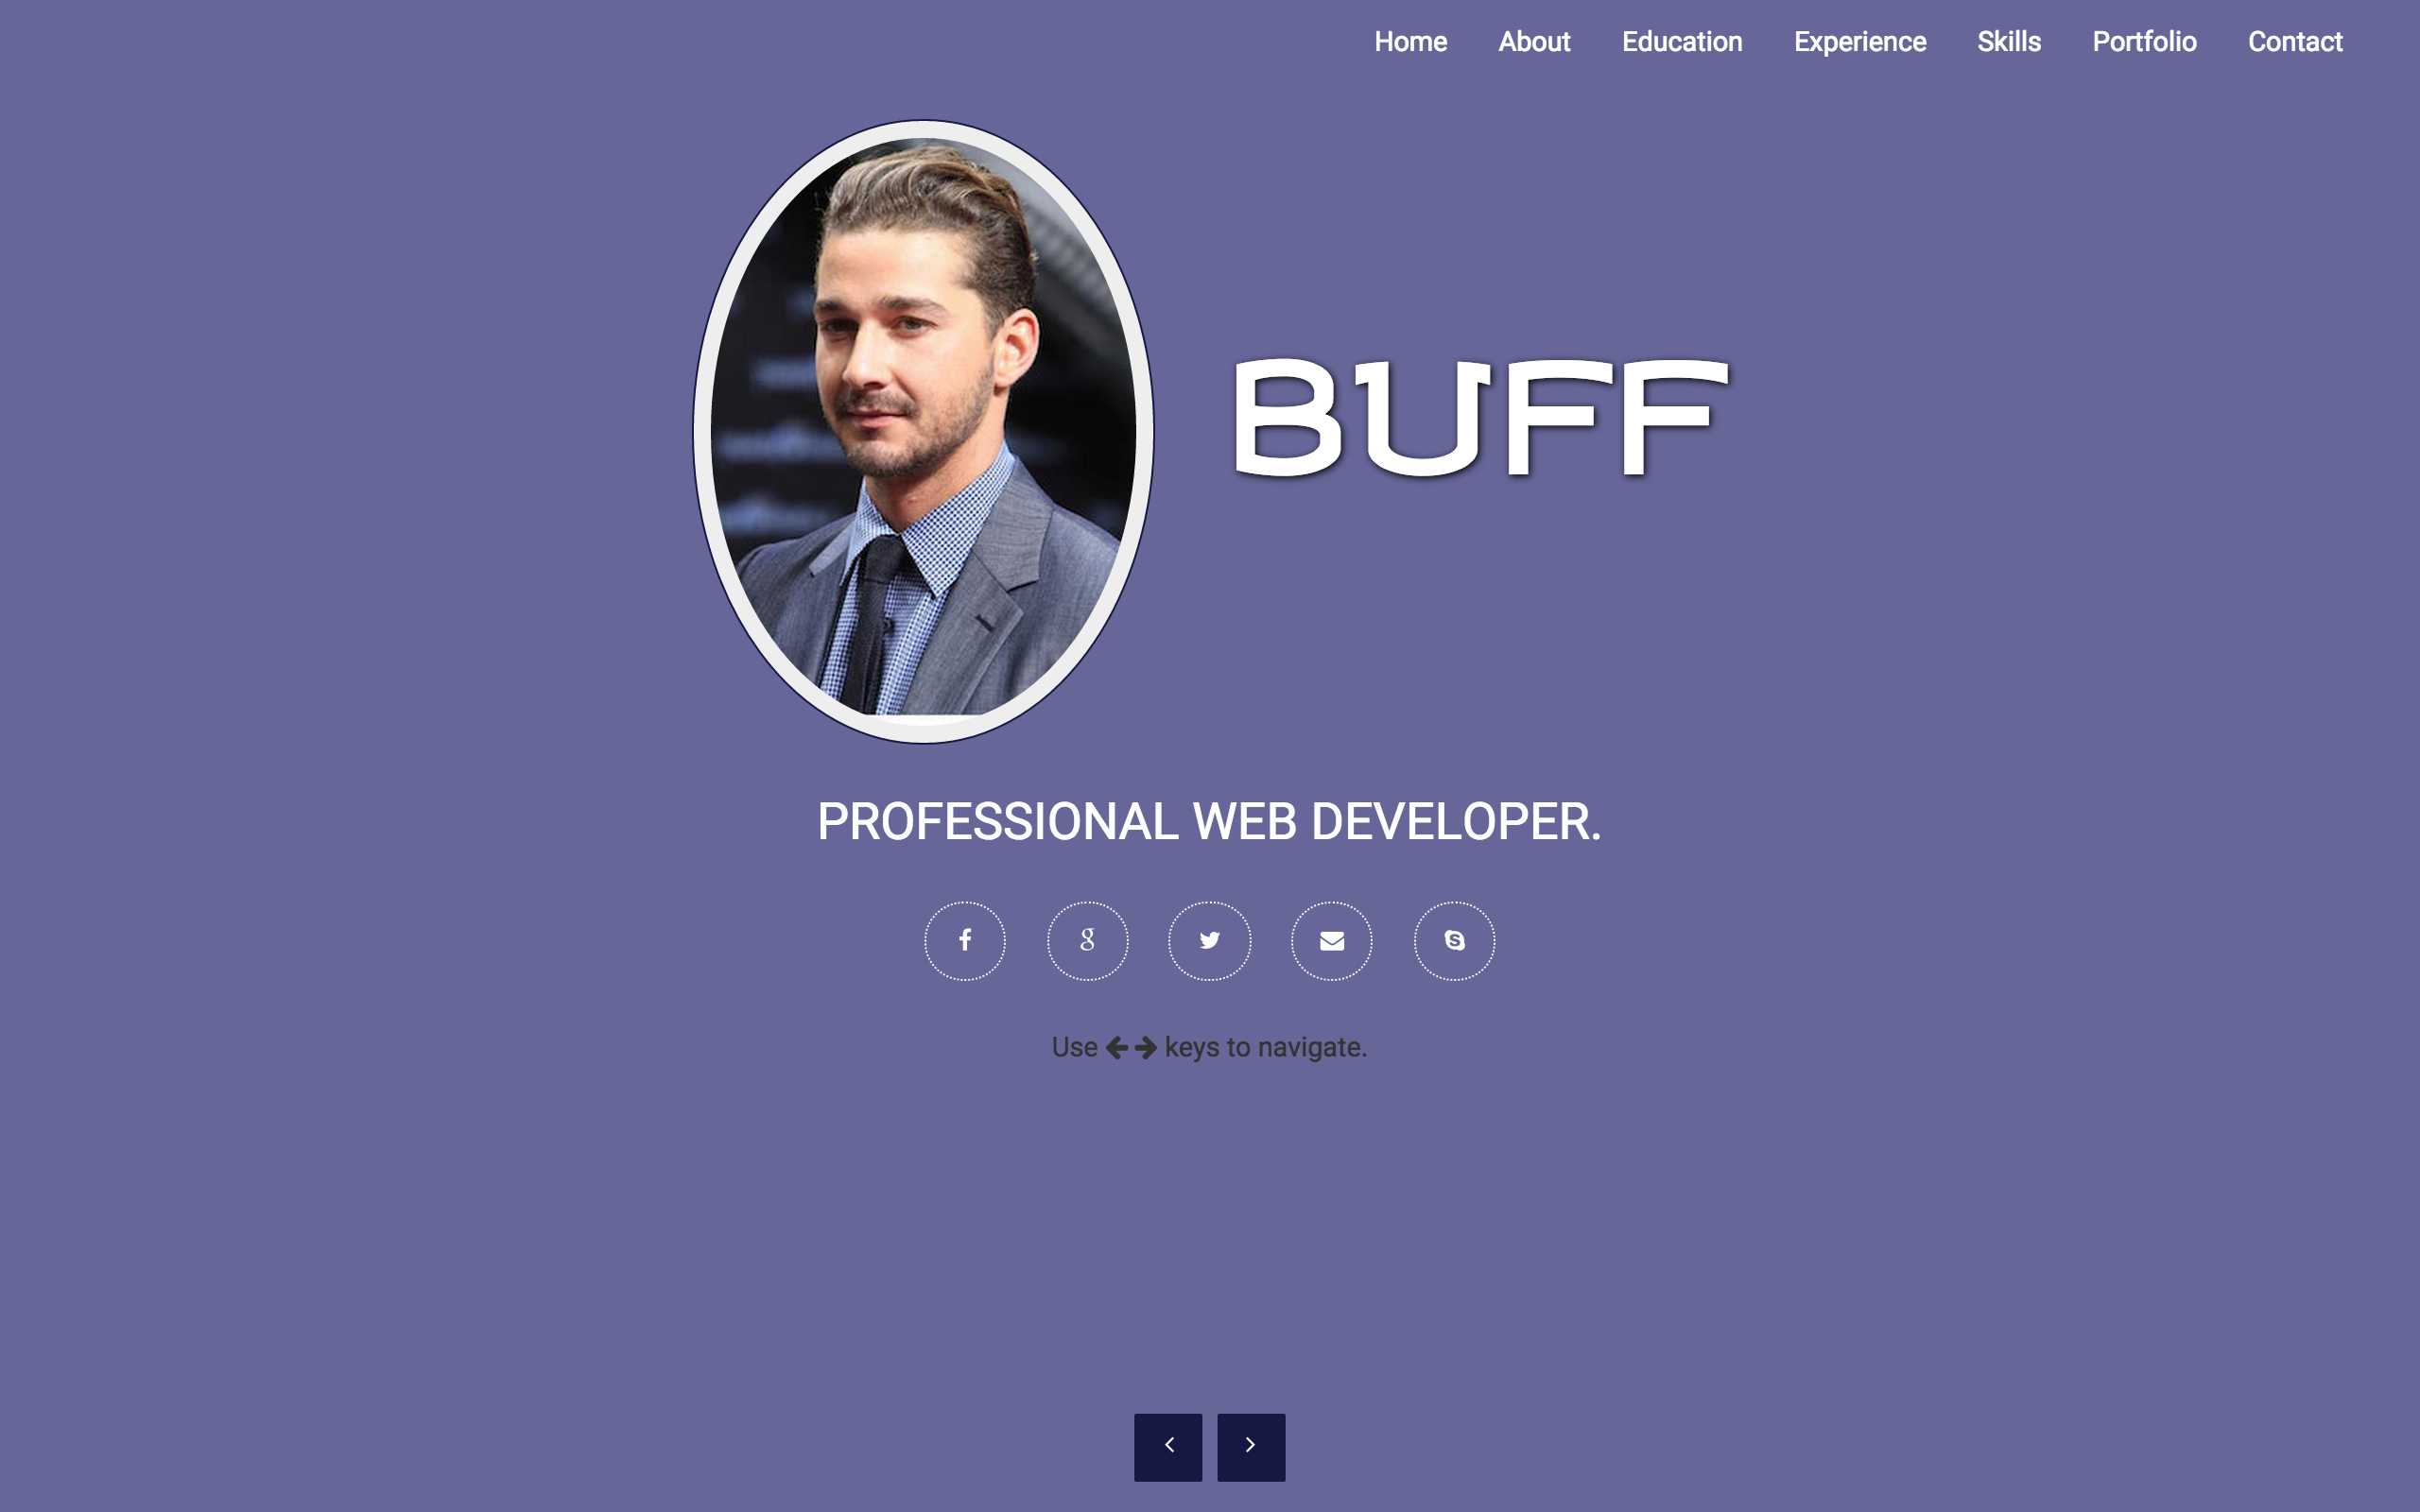 Home About Education Experience Skills Portfolio Contact
BUFF
PROFESSIONAL WEB DEVELOPER.
Use keys to navigate.